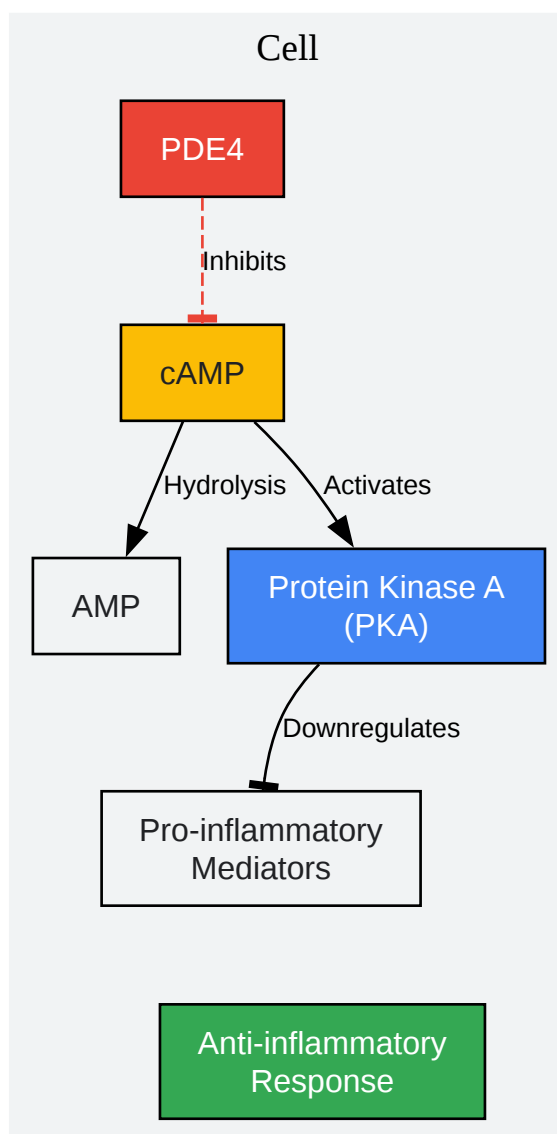 Cell
PDE4
Inhibits
cAMP
Hydrolysis
Activates
AMP
Protein Kinase A
(PKA)
Downregulates
Pro-inflammatory
Mediators
Anti-inflammatory
Response